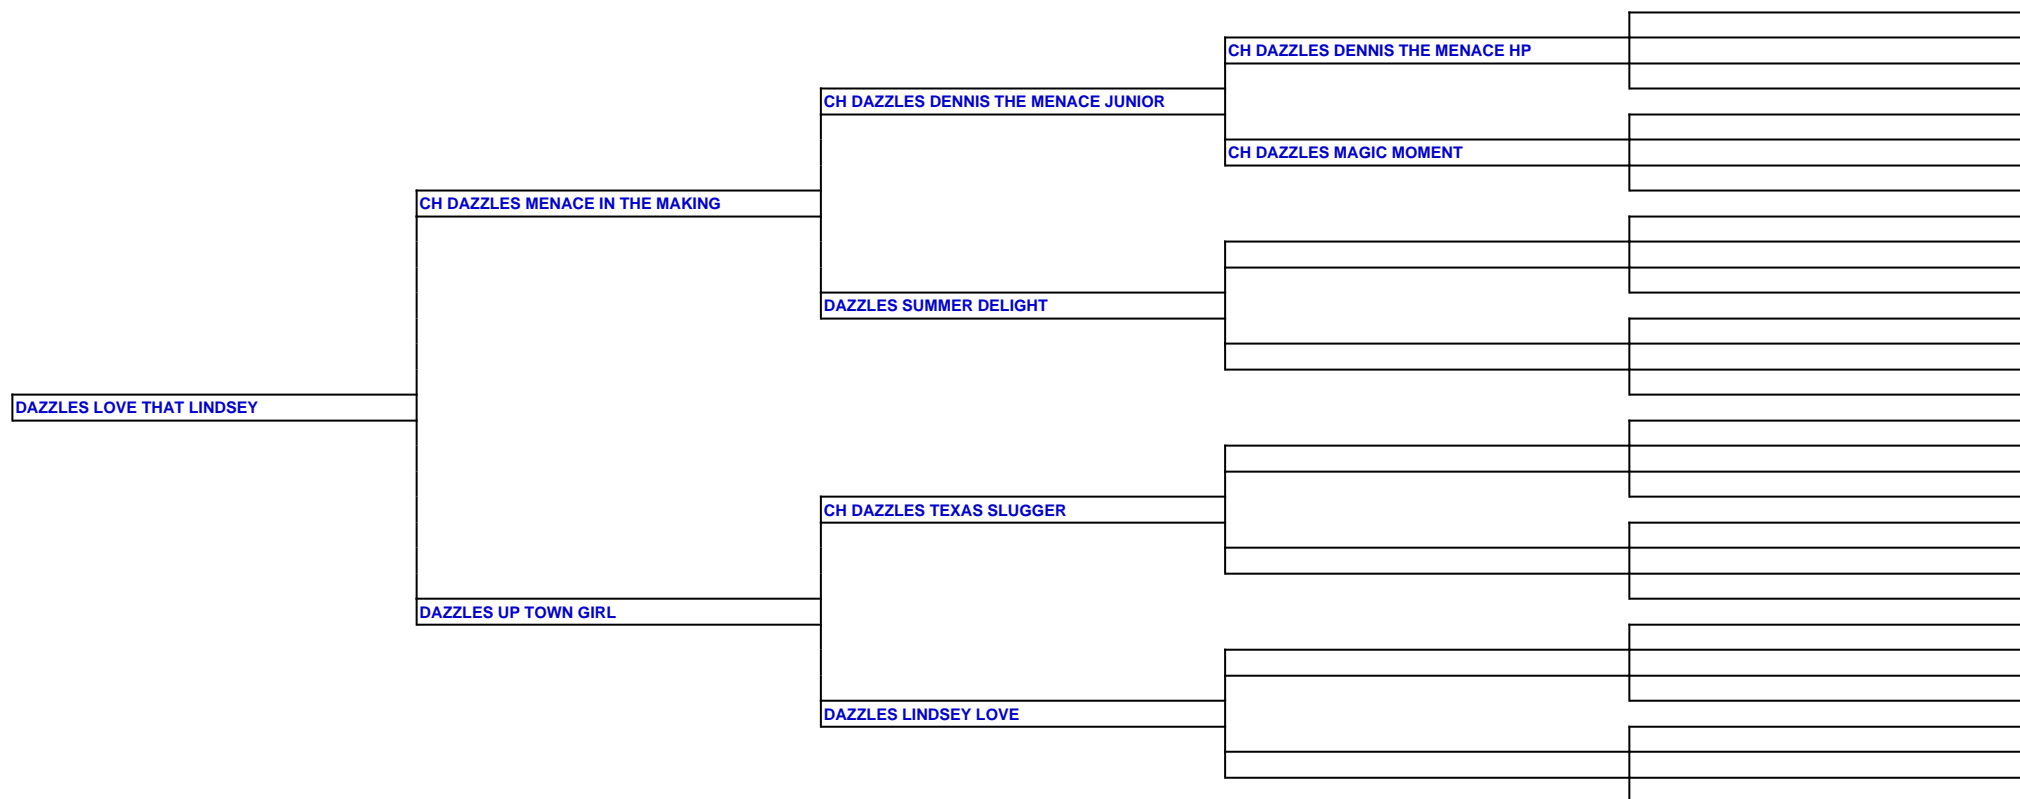 CH DAZZLES DENNIS THE MENACE HP
CH DAZZLES DENNIS THE MENACE JUNIOR
CH DAZZLES MAGIC MOMENT
CH DAZZLES MENACE IN THE MAKING
DAZZLES SUMMER DELIGHT
DAZZLES LOVE THAT LINDSEY
CH DAZZLES TEXAS SLUGGER
DAZZLES UP TOWN GIRL
DAZZLES LINDSEY LOVE